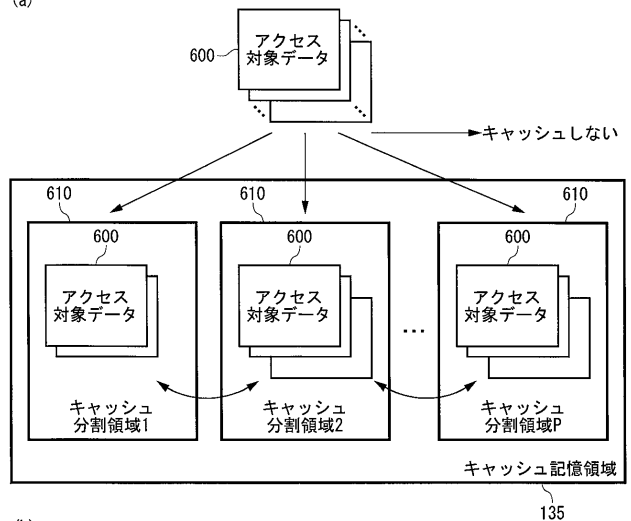 (a)
アクセス
対象データ
600
…
…
…
キャッシュしない
610
610
610
600
600
600
アクセス
対象データ
アクセス
対象データ
アクセス
対象データ
…
キャッシュ
分割領域1
キャッシュ
分割領域2
キャッシュ
分割領域P
キャッシュ記憶領域
135
(b)